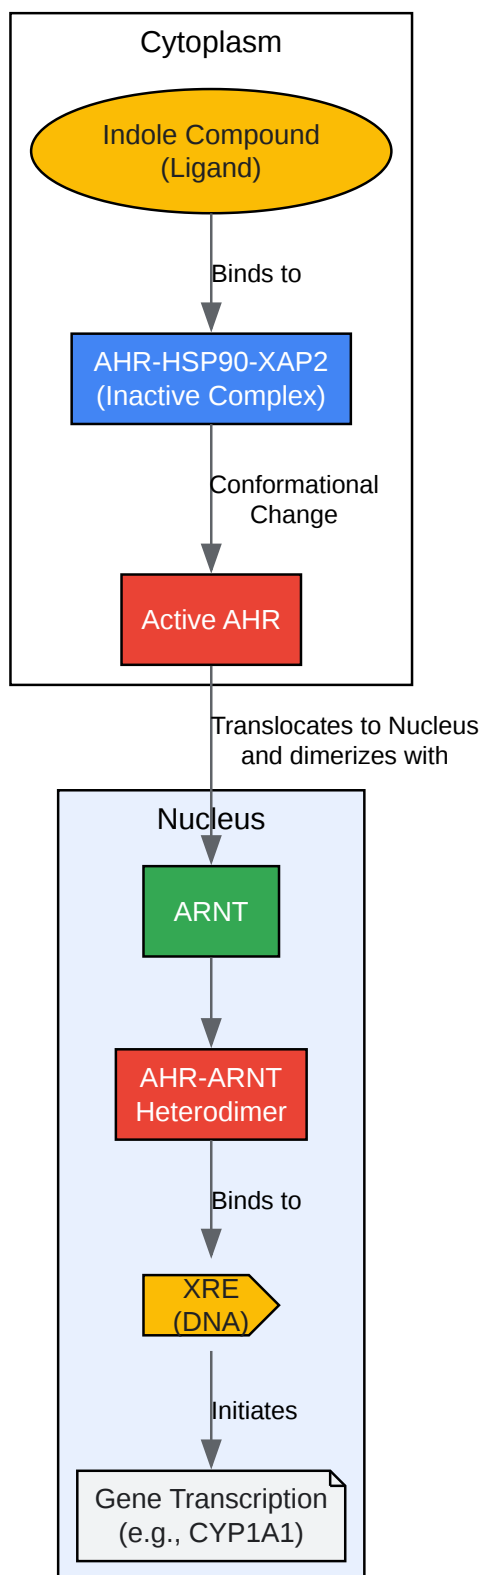 Cytoplasm
Indole Compound
(Ligand)
Binds to
AHR-HSP90-XAP2
(Inactive Complex)
Conformational
Change
Active AHR
Translocates to Nucleus
and dimerizes with
Nucleus
ARNT
AHR-ARNT
Heterodimer
Binds to
XRE
(DNA)
Initiates
Gene Transcription
(e.g., CYP1A1)